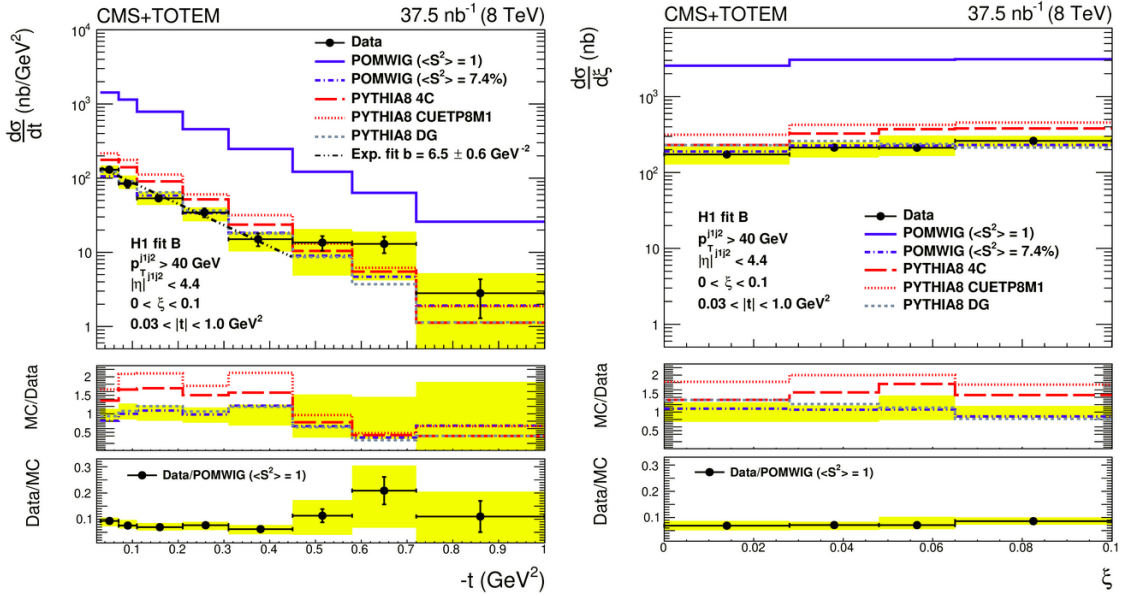 CMS+TOTEM 37.5 nb⁻¹ (8 TeV)
dσ/dt (nb/GeV²)
10⁴
10³
10²
10
1
Data
POMWIG (<S²> = 1)
POMWIG (<S²> = 7.4%)
PYTHIA8 4C
PYTHIA8 CUETP8M1
PYTHIA8 DG
Exp. fit b = 6.5 ± 0.6 GeV⁻²
H1 fit B
p_T^j1j2 > 40 GeV
|η|^j1j2 < 4.4
0 < ξ < 0.1
0.03 < |t| < 1.0 GeV²
MC/Data
2
1.5
1
0.5
Data/MC
0.3
0.2
0.1
Data/POMWIG (<S²> = 1)
0.1 0.2 0.3 0.4 0.5 0.6 0.7 0.8 0.9 1
-t (GeV²)
CMS+TOTEM 37.5 nb⁻¹ (8 TeV)
dσ/dξ (nb)
10³
10²
10
1
H1 fit B
p_T^j1j2 > 40 GeV
|η|^j1j2 < 4.4
0 < ξ < 0.1
0.03 < |t| < 1.0 GeV²
Data
POMWIG (<S²> = 1)
POMWIG (<S²> = 7.4%)
PYTHIA8 4C
PYTHIA8 CUETP8M1
PYTHIA8 DG
MC/Data
2
1.5
1
0.5
Data/MC
0.3
0.2
0.1
Data/POMWIG (<S²> = 1)
0 0.02 0.04 0.06 0.08 0.1
ξ